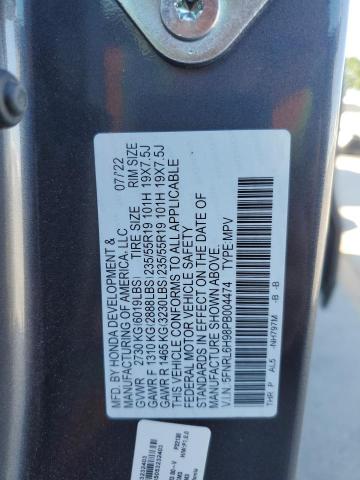 MFD. BY HONDA DEVELOPMENT &
MANUFACTURING OF AMERICA, LLC 07/'22
TIRE SIZE RIM SIZE
GVWR 2730 KG(6019LBS)
GAWR F 1310 KG(2888LBS)235/55R19 101H 19X7.5J
GAWR R 1465 KG(3230LBS)235/55R19 101H 19X7.5J
THIS VEHICLE CONFORMS TO ALL APPLICABLE
FEDERAL MOTOR VEHICLE SAFETY
STANDARDS IN EFFECT ON THE DATE OF
MANUFACTURE SHOWN ABOVE.
V.I.N. 5FNRL6H98PB004474 TYPE:MPV
THR P AL5 -NH797M -B -B